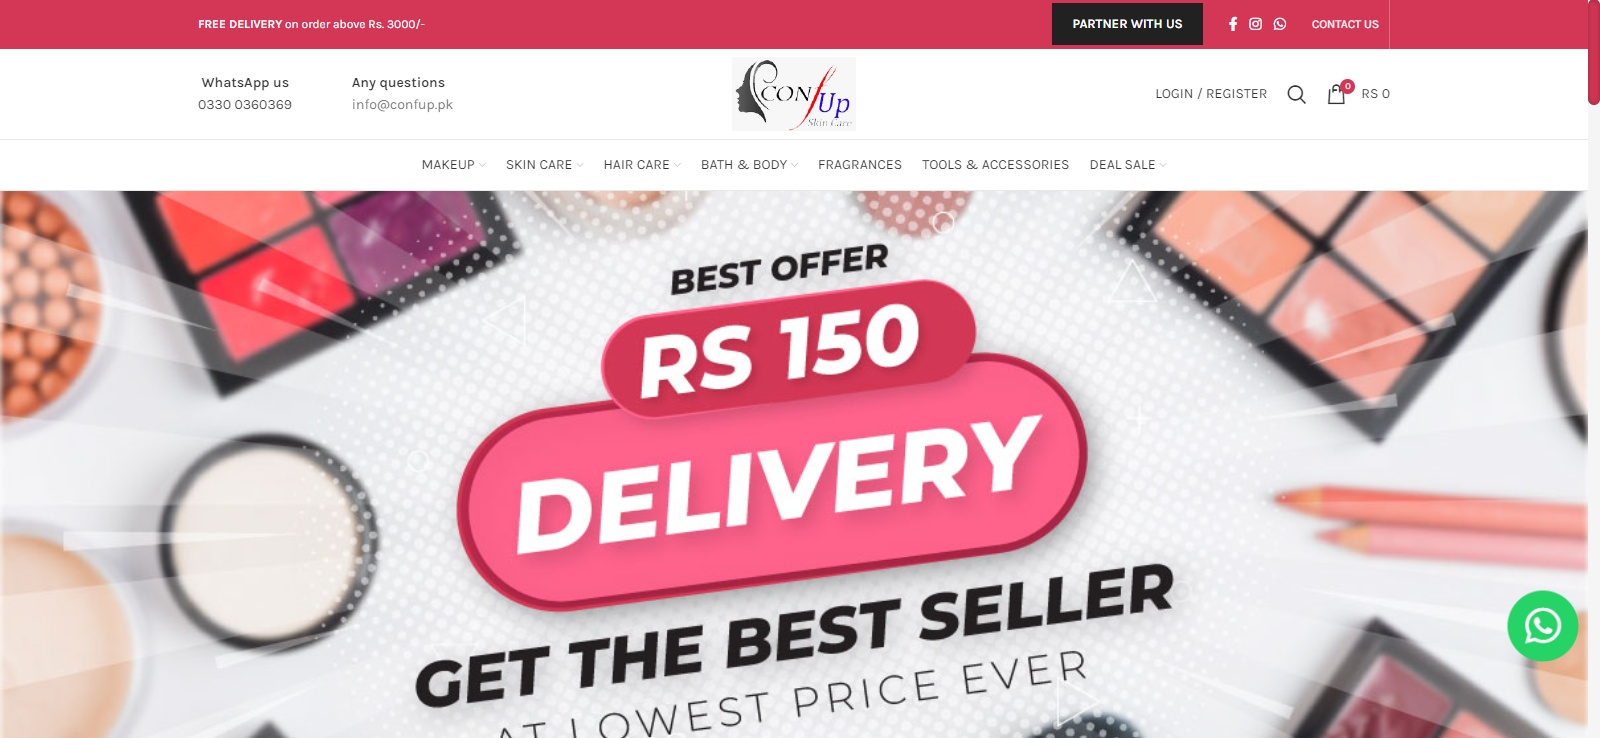 FREE DELIVERY on order above Rs. 3000/-
PARTNER WITH US
CONTACT US
WhatsApp us
0330 0360369
Any questions
info@confup.pk
Conf Up
Skin Care
LOGIN / REGISTER
0
RS 0
MAKEUP
SKIN CARE
HAIR CARE
BATH & BODY
FRAGRANCES
TOOLS & ACCESSORIES
DEAL SALE
BEST OFFER
RS 150
DELIVERY
GET THE BEST SELLER
AT LOWEST PRICE EVER